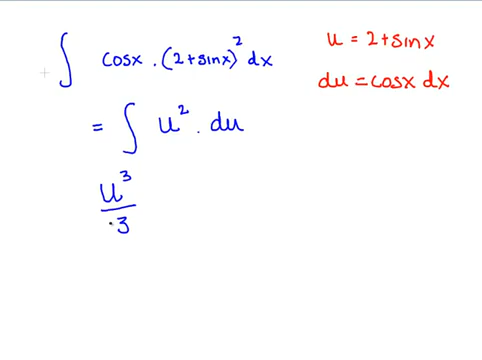 ∫ cosx . (2+sinx)² dx
u = 2+sinx
du = cosx dx
= ∫ u² . du
u³/3